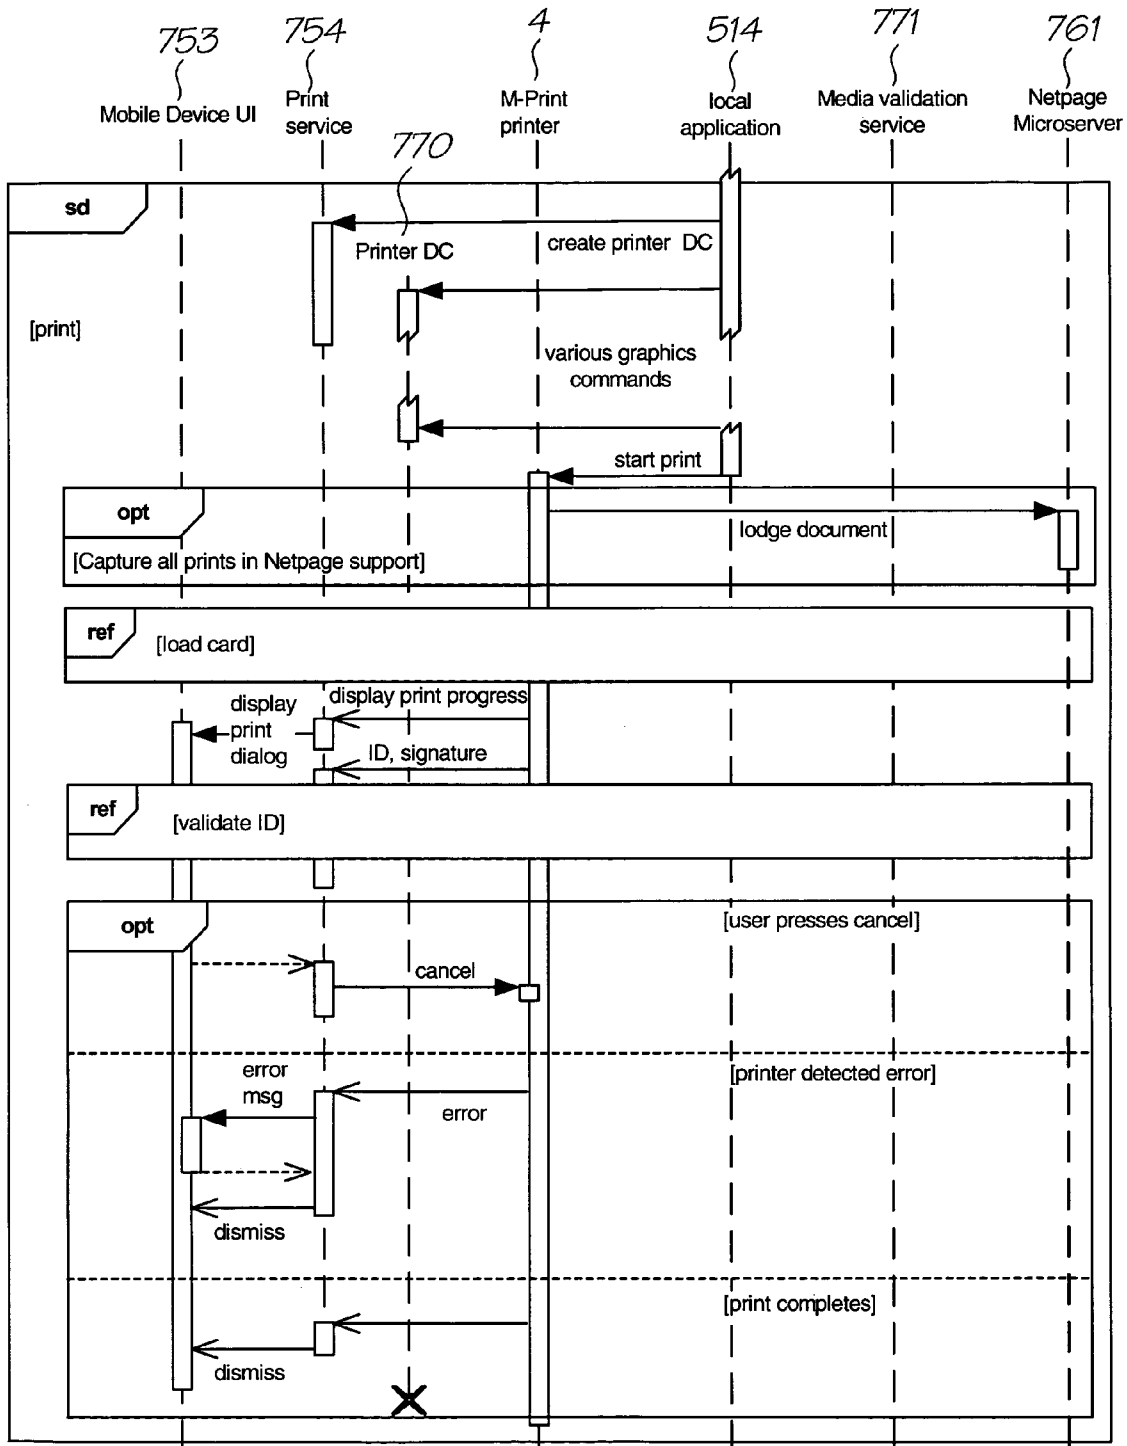 753
754
4
514
771
761
Mobile Device UI
Print
service
M-Print
printer
local
application
Media validation
service
Netpage
Microserver
770
sd
Printer DC
create printer DC
[print]
various graphics
commands
start print
opt
lodge document
[Capture all prints in Netpage support]
ref
[load card]
display print progress
display
print
dialog
ID, signature
ref
[validate ID]
opt
[user presses cancel]
cancel
[printer detected error]
error
msg
error
dismiss
[print completes]
dismiss